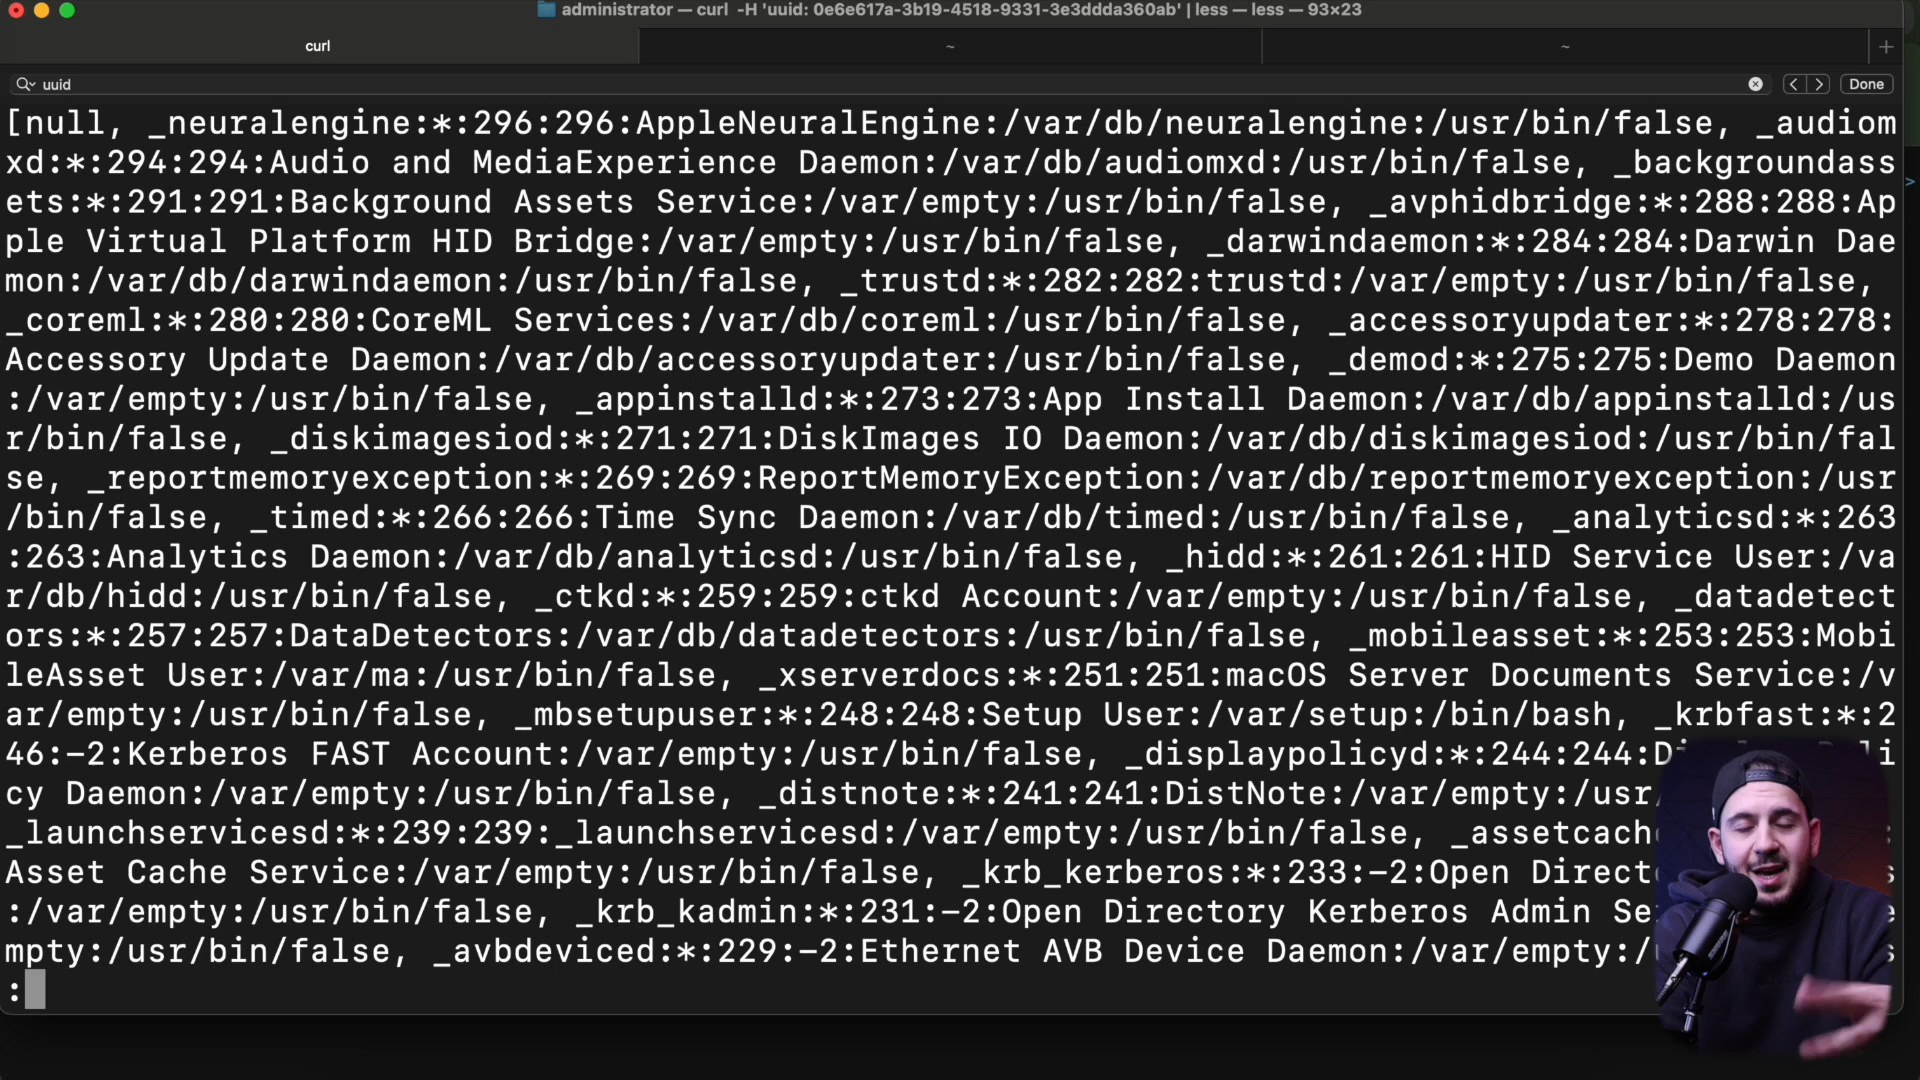 administrator — curl -H 'uuid: 0e6e617a-3b19-4518-9331-3e3ddda360ab' | less — less — 93×23
curl ~ ~ +
uuid Done
[null, _neuralengine:*:296:296:AppleNeuralEngine:/var/db/neuralengine:/usr/bin/false, _audiom
xd:*:294:294:Audio and MediaExperience Daemon:/var/db/audiomxd:/usr/bin/false, _backgroundass
ets:*:291:291:Background Assets Service:/var/empty:/usr/bin/false, _avphidbridge:*:288:288:Ap
ple Virtual Platform HID Bridge:/var/empty:/usr/bin/false, _darwindaemon:*:284:284:Darwin Dae
mon:/var/db/darwindaemon:/usr/bin/false, _trustd:*:282:282:trustd:/var/empty:/usr/bin/false,
_coreml:*:280:280:CoreML Services:/var/db/coreml:/usr/bin/false, _accessoryupdater:*:278:278:
Accessory Update Daemon:/var/db/accessoryupdater:/usr/bin/false, _demod:*:275:275:Demo Daemon
:/var/empty:/usr/bin/false, _appinstalld:*:273:273:App Install Daemon:/var/db/appinstalld:/us
r/bin/false, _diskimagesiod:*:271:271:DiskImages IO Daemon:/var/db/diskimagesiod:/usr/bin/fal
se, _reportmemoryexception:*:269:269:ReportMemoryException:/var/db/reportmemoryexception:/usr
/bin/false, _timed:*:266:266:Time Sync Daemon:/var/db/timed:/usr/bin/false, _analyticsd:*:263
:263:Analytics Daemon:/var/db/analyticsd:/usr/bin/false, _hidd:*:261:261:HID Service User:/va
r/db/hidd:/usr/bin/false, _ctkd:*:259:259:ctkd Account:/var/empty:/usr/bin/false, _datadetect
ors:*:257:257:DataDetectors:/var/db/datadetectors:/usr/bin/false, _mobileasset:*:253:253:Mobi
leAsset User:/var/ma:/usr/bin/false, _xserverdocs:*:251:251:macOS Server Documents Service:/v
ar/empty:/usr/bin/false, _mbsetupuser:*:248:248:Setup User:/var/setup:/bin/bash, _krbfast:*:2
46:-2:Kerberos FAST Account:/var/empty:/usr/bin/false, _displaypolicyd:*:244:244:
cy Daemon:/var/empty:/usr/bin/false, _distnote:*:241:241:DistNote:/var/empty:/usr
_launchservicesd:*:239:239:_launchservicesd:/var/empty:/usr/bin/false, _assetcach
Asset Cache Service:/var/empty:/usr/bin/false, _krb_kerberos:*:233:-2:Open Direct
:/var/empty:/usr/bin/false, _krb_kadmin:*:231:-2:Open Directory Kerberos Admin Se
mpty:/usr/bin/false, _avbdeviced:*:229:-2:Ethernet AVB Device Daemon:/var/empty:/
: